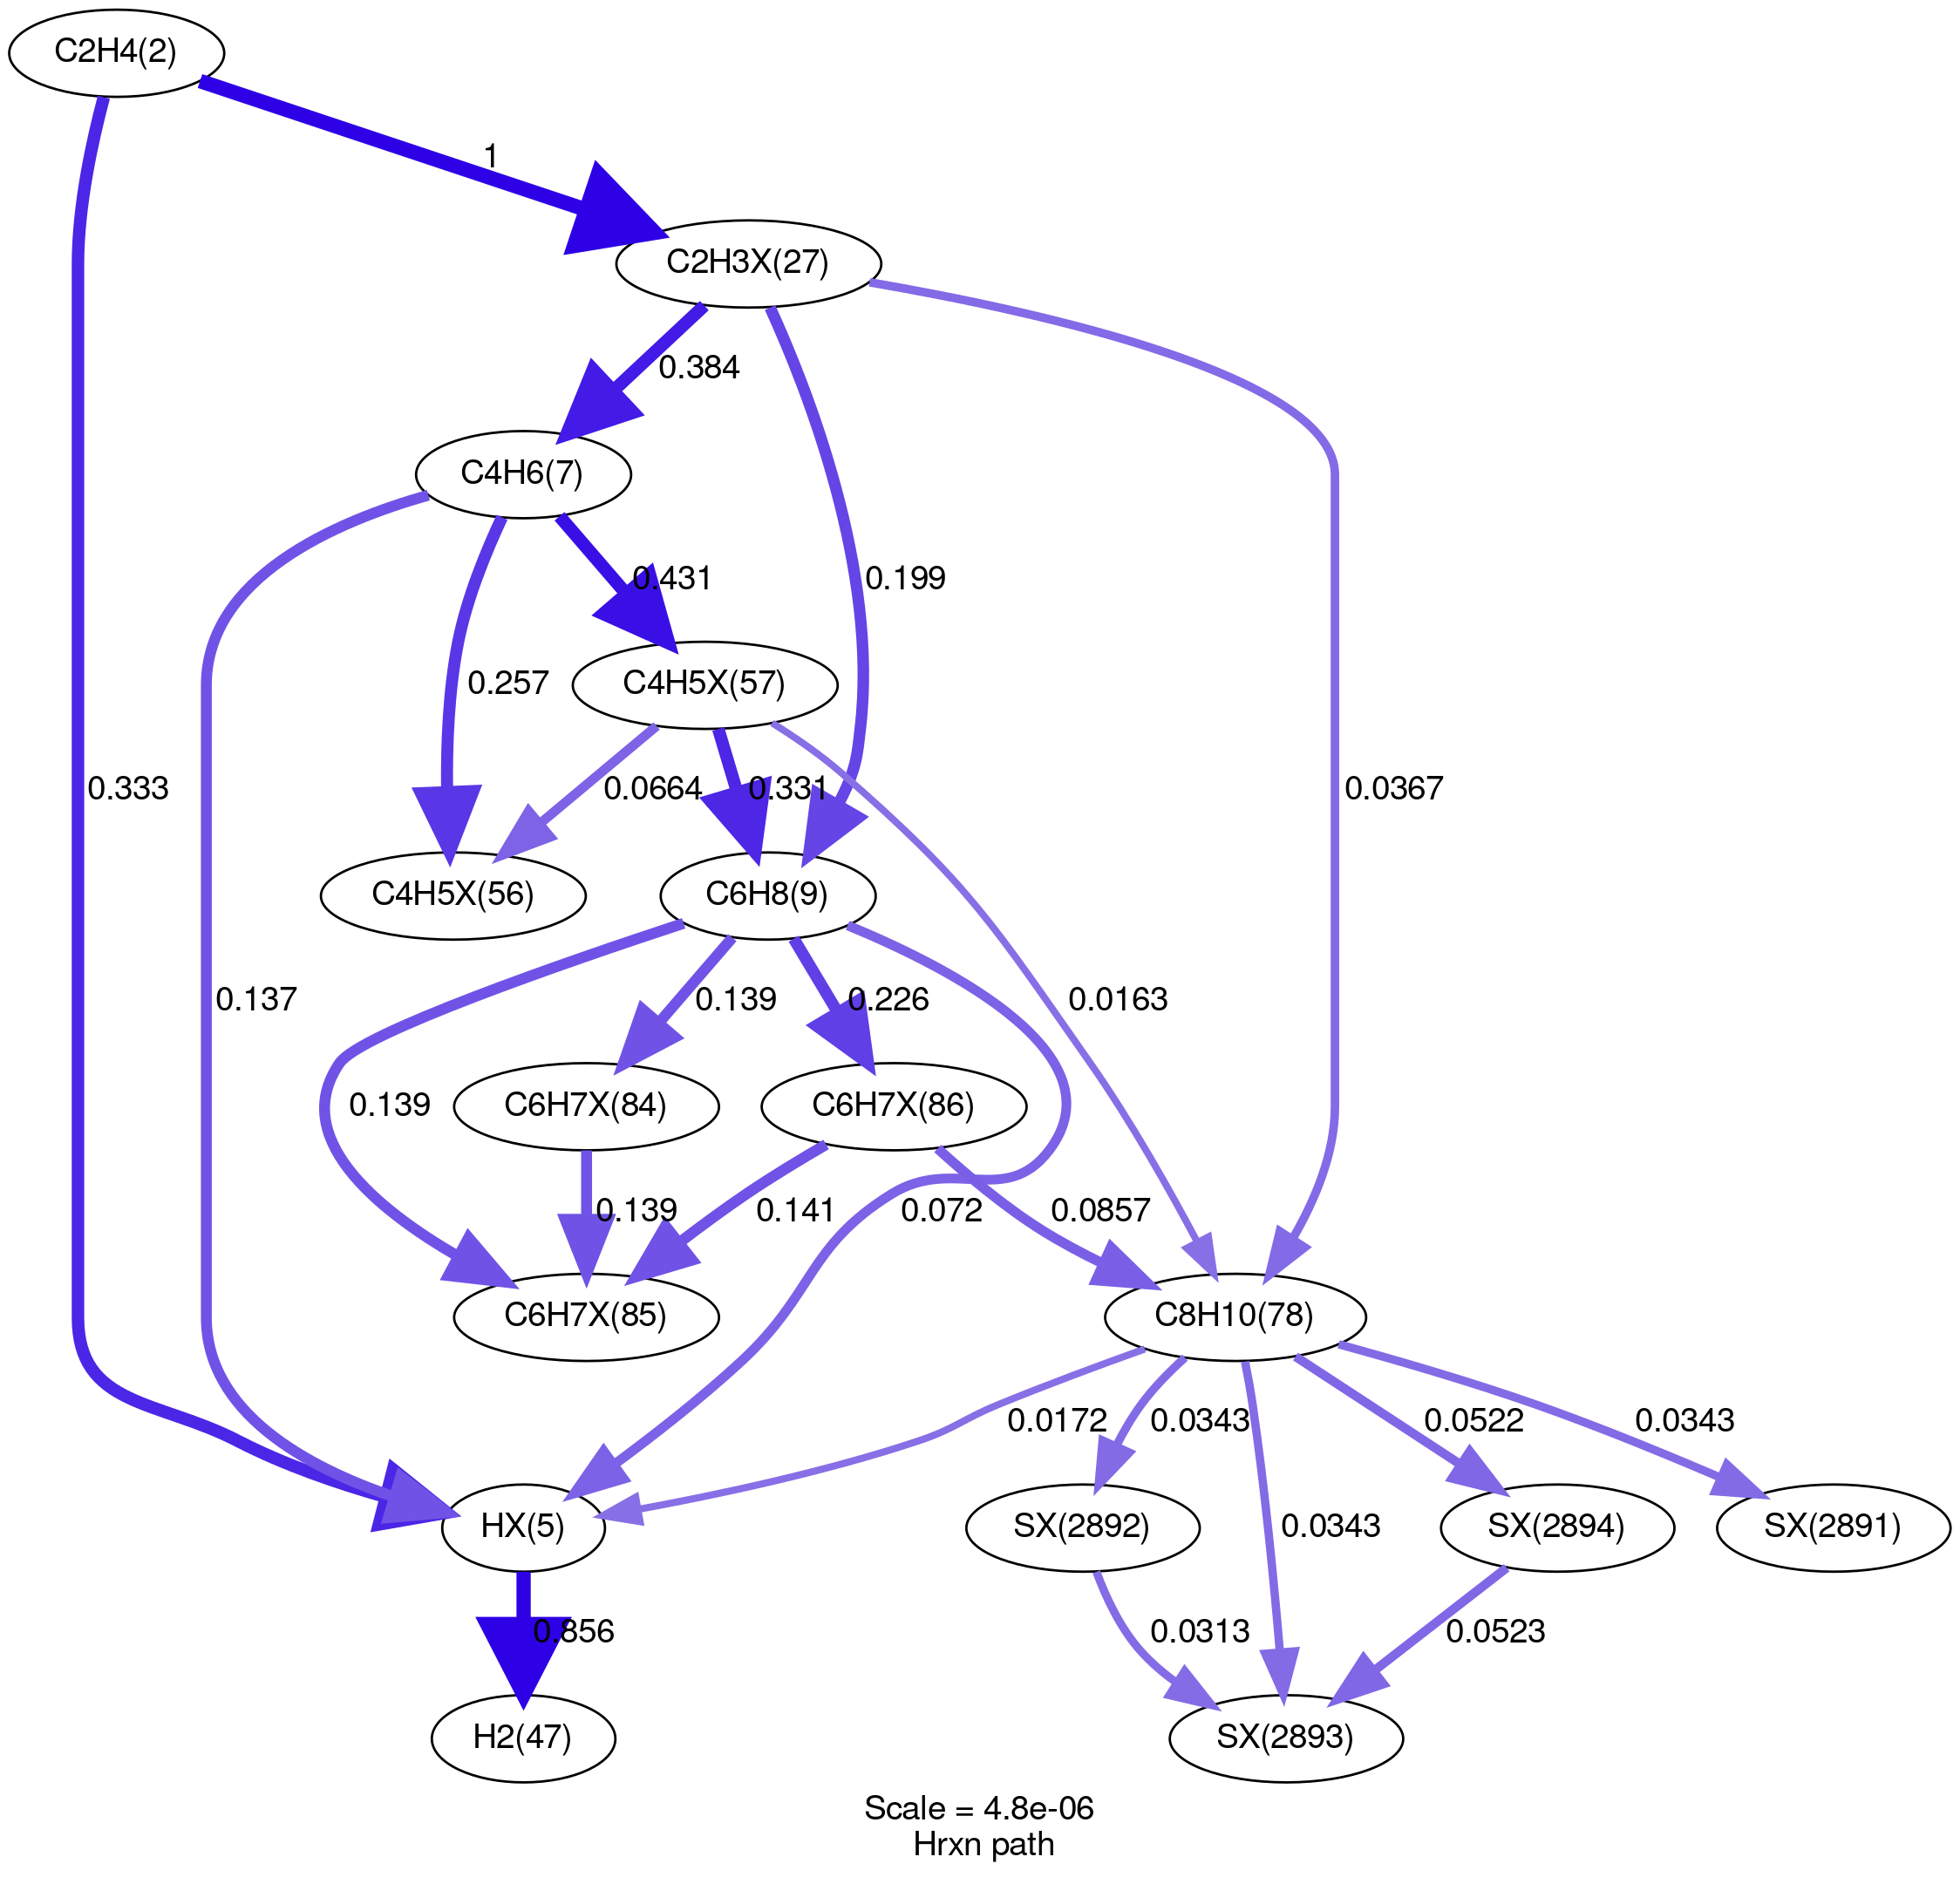 C2H4(2)
1
C2H3X(27)
0.384
C4H6(7)
0.431
0.199
C4H5X(57)
0.257
0.333
0.0664
0.331
0.0367
C4H5X(56)
C6H8(9)
0.137
0.139
0.226
0.0163
0.139
C6H7X(84)
C6H7X(86)
0.139
0.141
0.072
0.0857
C6H7X(85)
C8H10(78)
0.0172
0.0343
0.0522
0.0343
HX(5)
SX(2892)
0.0343
SX(2894)
SX(2891)
0.856
0.0313
0.0523
H2(47)
SX(2893)
Scale = 4.8e-06
Hrxn path